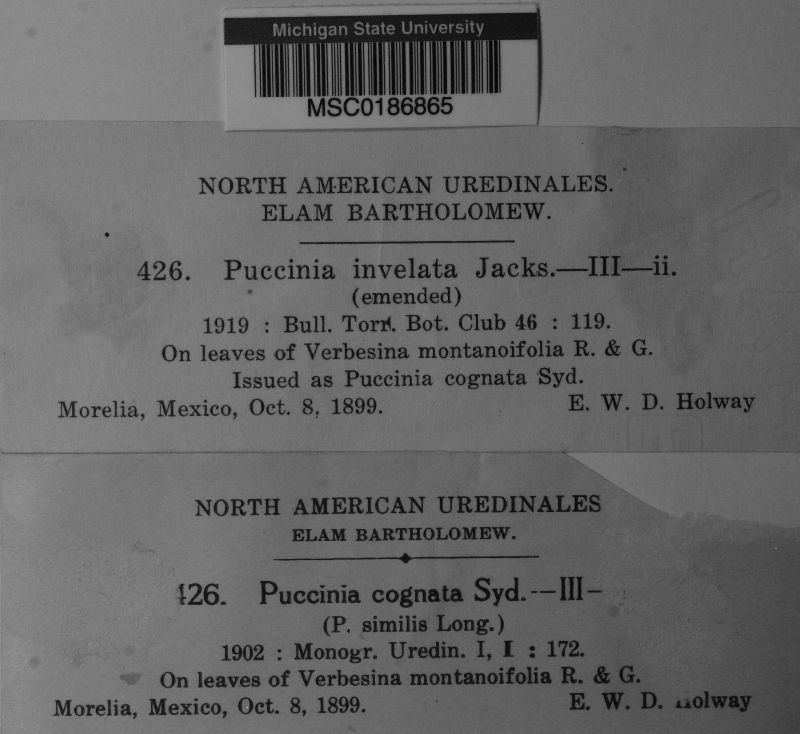 Michigan State University
MSC0186865
NORTH AMERICAN UREDINALES.
ELAM BARTHOLOMEW.
426. Puccinia invelata Jacks.—III—ii.
(emended)
1919 : Bull. Torr. Bot. Club 46 : 119.
On leaves of Verbesina montanoifolia R. & G.
Issued as Puccinia cognata Syd.
Morelia, Mexico, Oct. 8, 1899. E. W. D. Holway
NORTH AMERICAN UREDINALES
ELAM BARTHOLOMEW.
426. Puccinia cognata Syd.--III-
(P. similis Long.)
1902 : Monogr. Uredin. I, I : 172.
On leaves of Verbesina montanoifolia R. & G.
Morelia, Mexico, Oct. 8, 1899. E. W. D. Holway